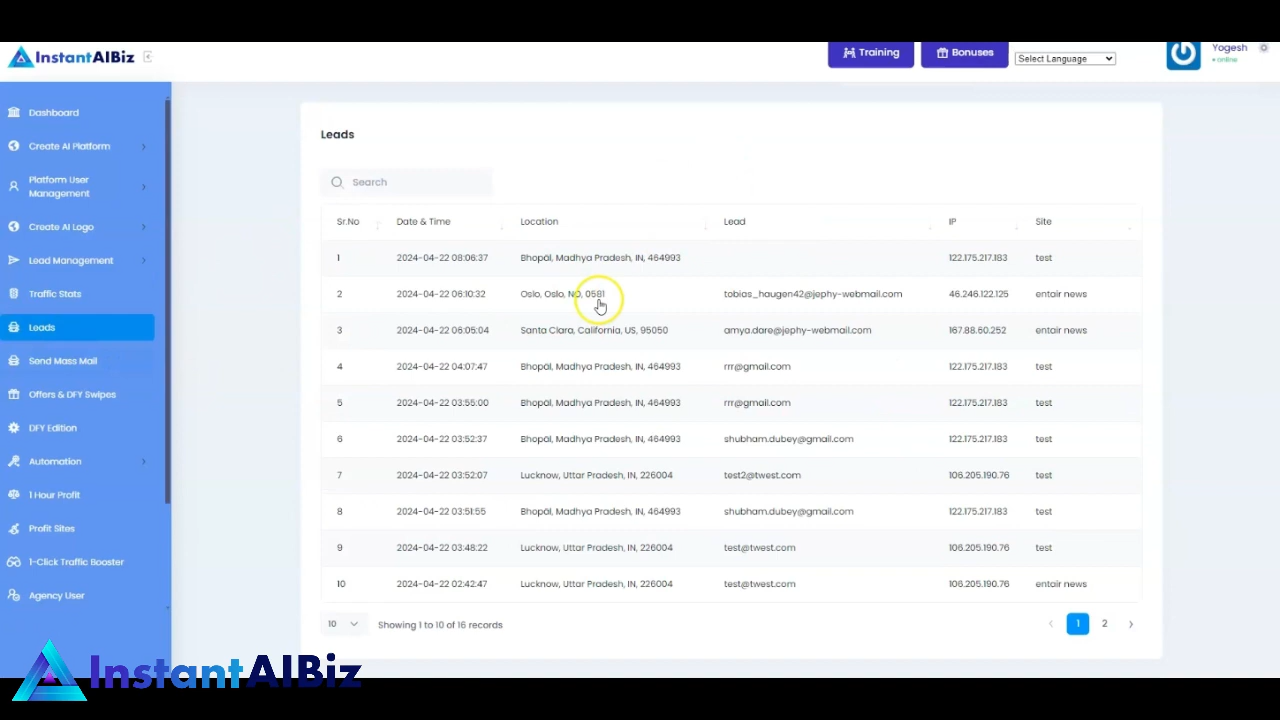 InstantAIBiz
Training
Bonuses
Select Language
Yogesh
online
Dashboard
Create AI Platform
Platform User
Management
Create AI Logo
Lead Management
Traffic Stats
Leads
Send Mass Mail
Offers & DFY Swipes
DFY Edition
Automation
1 Hour Profit
Profit Sites
1-Click Traffic Booster
Agency User
Leads
Search
Sr.No Date & Time Location Lead IP Site
1 2024-04-22 08:06:37 Bhopāl, Madhya Pradesh, IN, 464993 122.175.217.183 test
2 2024-04-22 06:10:32 Oslo, Oslo, NO, 0581 tobias_haugen42@jephy-webmail.com 46.246.122.125 entair news
3 2024-04-22 06:05:04 Santa Clara, California, US, 95050 amya.dare@jephy-webmail.com 167.88.60.252 entair news
4 2024-04-22 04:07:47 Bhopāl, Madhya Pradesh, IN, 464993 rrr@gmail.com 122.175.217.183 test
5 2024-04-22 03:55:00 Bhopāl, Madhya Pradesh, IN, 464993 rrr@gmail.com 122.175.217.183 test
6 2024-04-22 03:52:37 Bhopāl, Madhya Pradesh, IN, 464993 shubham.dubey@gmail.com 122.175.217.183 test
7 2024-04-22 03:52:07 Lucknow, Uttar Pradesh, IN, 226004 test2@twest.com 106.205.190.76 test
8 2024-04-22 03:51:55 Bhopāl, Madhya Pradesh, IN, 464993 shubham.dubey@gmail.com 122.175.217.183 test
9 2024-04-22 03:48:22 Lucknow, Uttar Pradesh, IN, 226004 test@twest.com 106.205.190.76 test
10 2024-04-22 02:42:47 Lucknow, Uttar Pradesh, IN, 226004 test@twest.com 106.205.190.76 entair news
10 Showing 1 to 10 of 16 records 1 2
InstantAIBiz